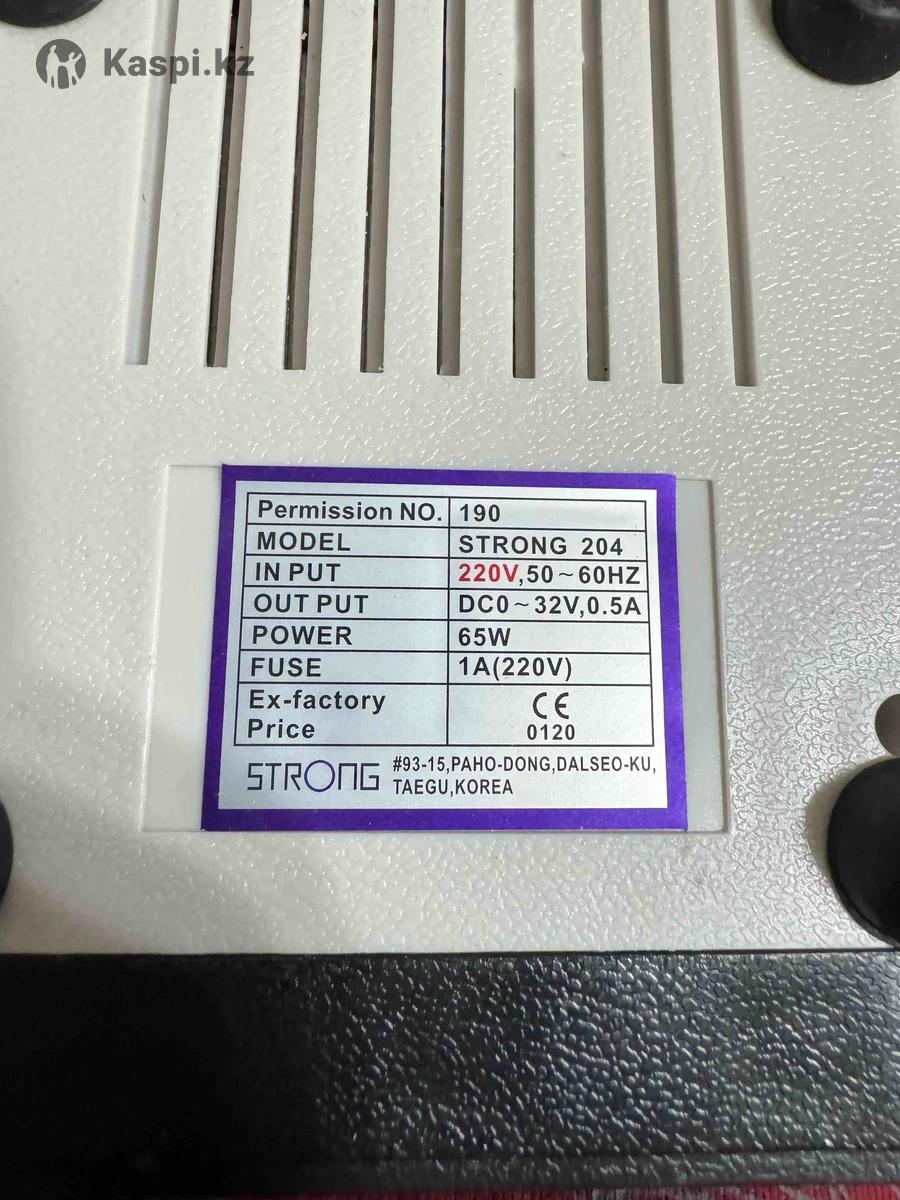 Kaspi.kz
Permission NO. 190
MODEL STRONG 204
IN PUT 220V,50~60HZ
OUT PUT DC0~32V,0.5A
POWER 65W
FUSE 1A(220V)
Ex-factory Price CE 0120
STRONG #93-15,PAHO-DONG,DALSEO-KU,
TAEGU,KOREA